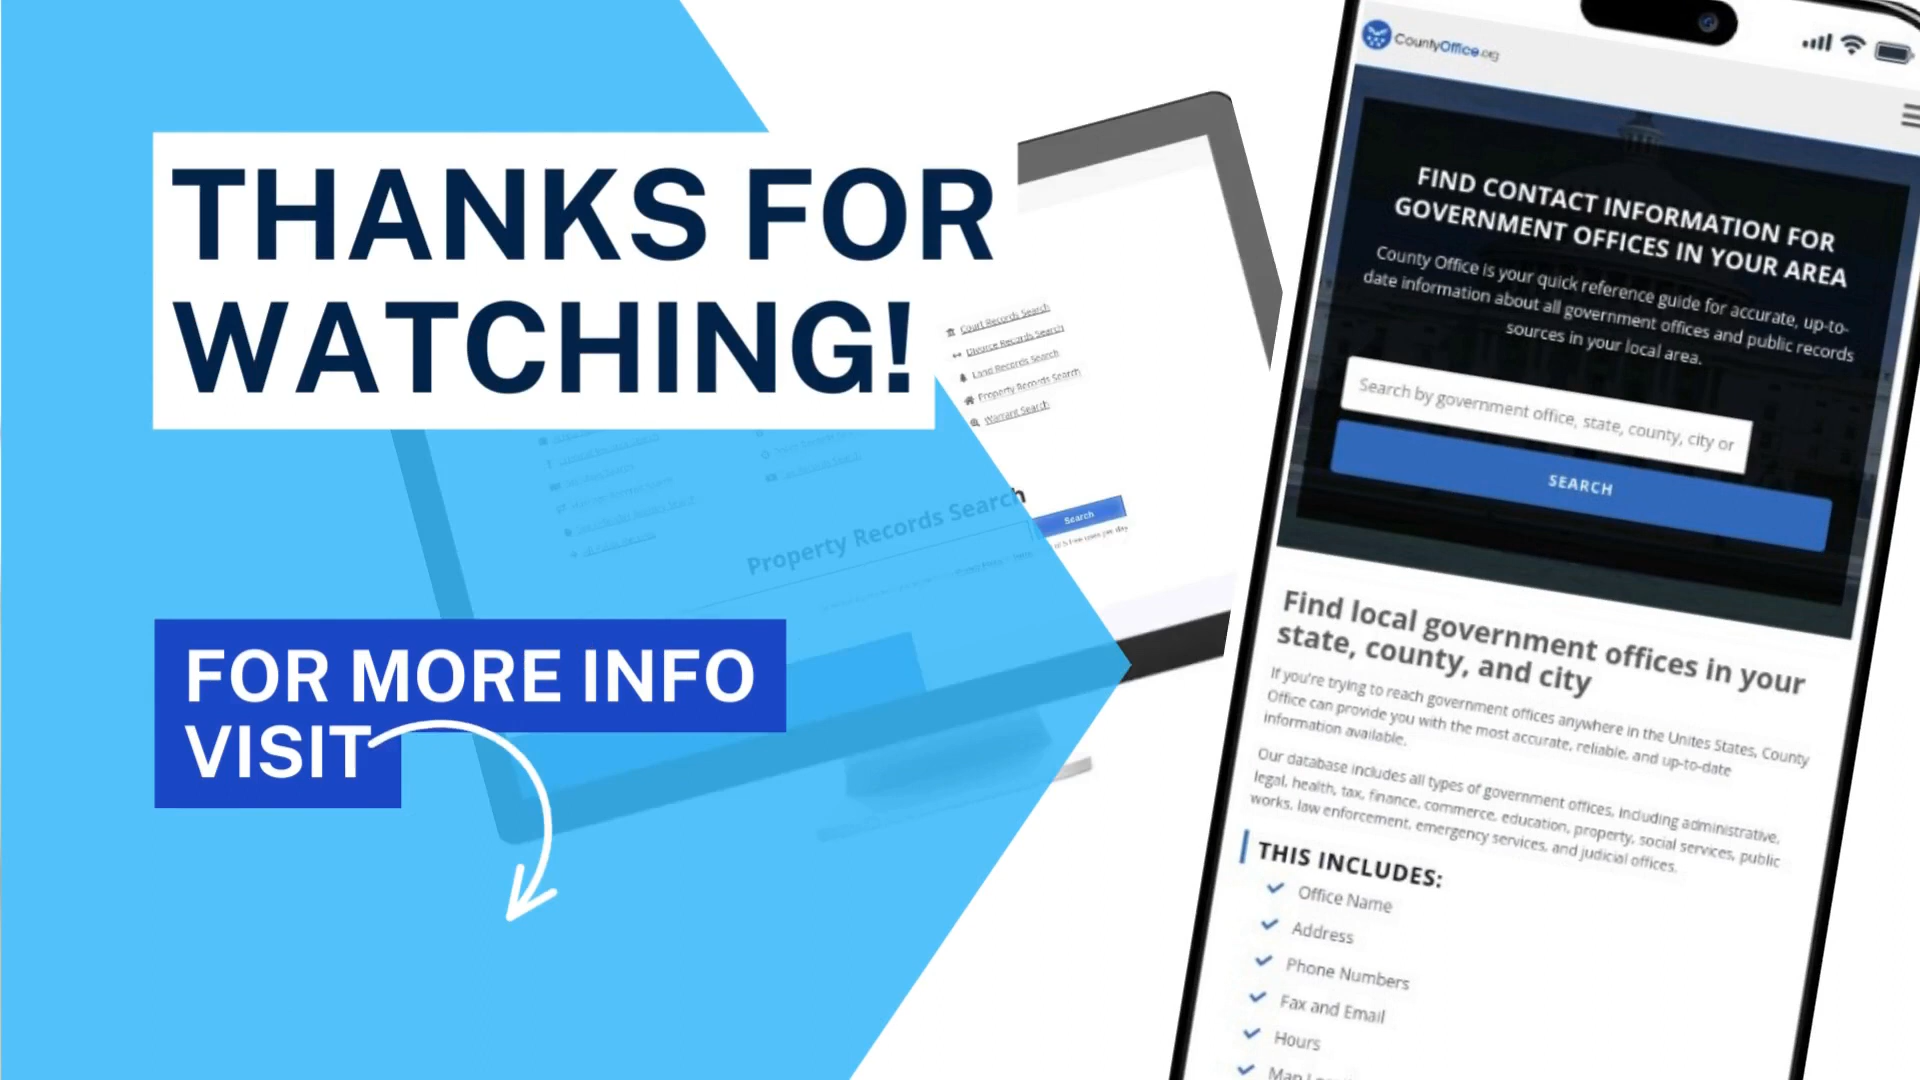 THANKS FOR
WATCHING!
FOR MORE INFO
VISIT
Court Records Search
Divorce Records Search
Land Records Search
Property Records Search
Warrant Search
Property Records Search
Search
CountyOffice.org
FIND CONTACT INFORMATION FOR
GOVERNMENT OFFICES IN YOUR AREA
County Office is your quick reference guide for accurate, up-to-
date information about all government offices and public records
sources in your local area.
Search by government office, state, county, city or
SEARCH
Find local government offices in your
state, county, and city
If you're trying to reach government offices anywhere in the Unites States, County
Office can provide you with the most accurate, reliable, and up-to-date
information available.
Our database includes all types of government offices, including administrative,
legal, health, tax, finance, commerce, education, property, social services, public
works, law enforcement, emergency services, and judicial offices.
THIS INCLUDES:
Office Name
Address
Phone Numbers
Fax and Email
Hours